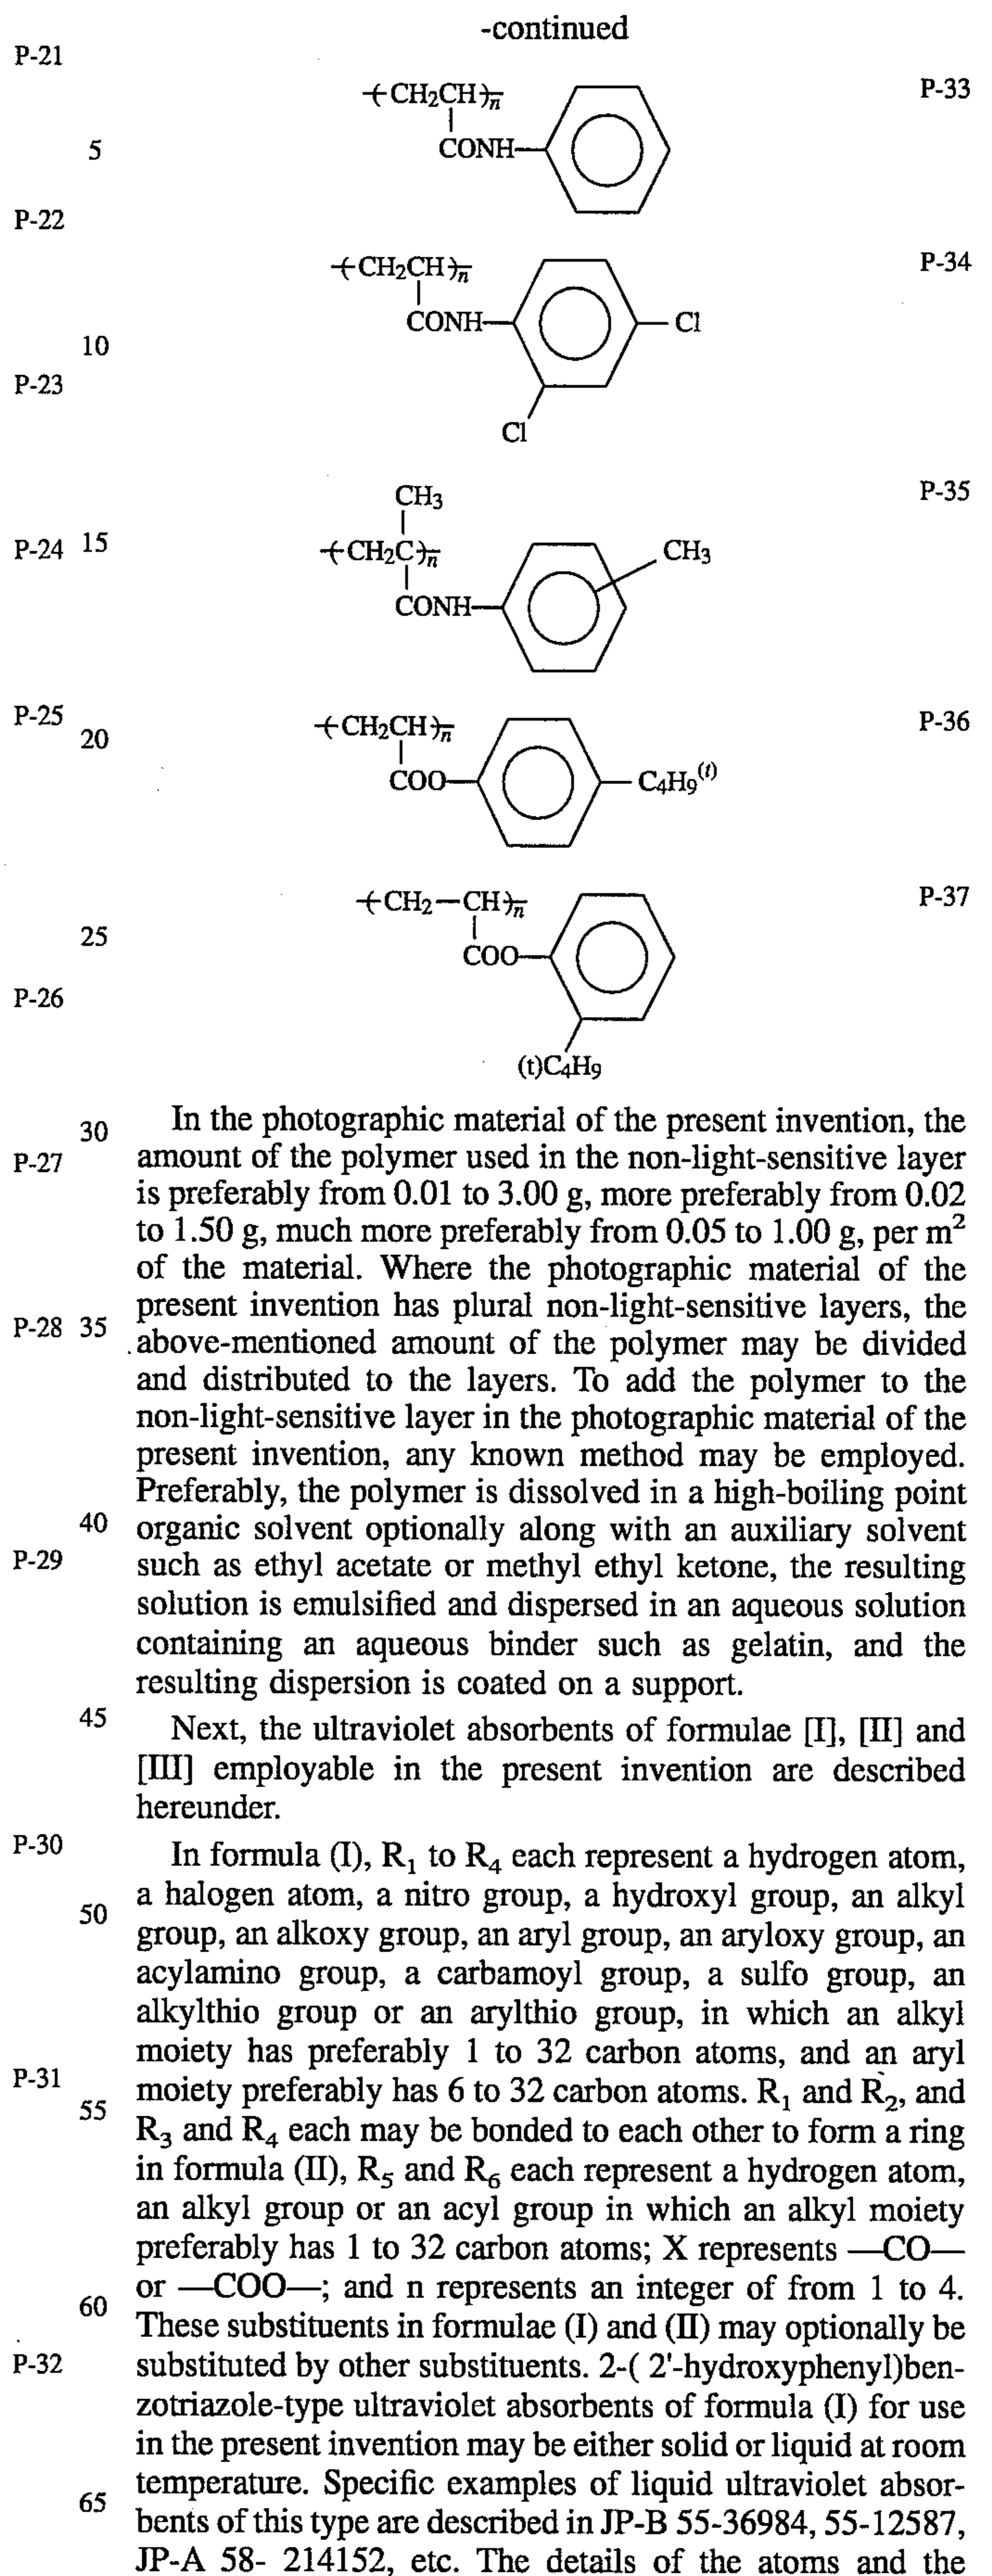 -continued
P-21
P-33
-(CH2CH)n-
CONH
5
P-22
P-34
-(CH2CH)n-
CONH
Cl
10
P-23
Cl
P-35
CH3
P-24 15
-(CH2C)n-
CH3
CONH
P-25
20
P-36
-(CH2CH)n-
COO
C4H9(t)
P-37
-(CH2—CH)n-
25
COO
P-26
(t)C4H9
30
P-27
In the photographic material of the present invention, the
amount of the polymer used in the non-light-sensitive layer
is preferably from 0.01 to 3.00 g, more preferably from 0.02
to 1.50 g, much more preferably from 0.05 to 1.00 g, per m²
of the material. Where the photographic material of the
present invention has plural non-light-sensitive layers, the
P-28 35
above-mentioned amount of the polymer may be divided
and distributed to the layers. To add the polymer to the
non-light-sensitive layer in the photographic material of the
present invention, any known method may be employed.
Preferably, the polymer is dissolved in a high-boiling point
40
organic solvent optionally along with an auxiliary solvent
P-29
such as ethyl acetate or methyl ethyl ketone, the resulting
solution is emulsified and dispersed in an aqueous solution
containing an aqueous binder such as gelatin, and the
resulting dispersion is coated on a support.
45
Next, the ultraviolet absorbents of formulae [I], [II] and
[III] employable in the present invention are described
hereunder.
P-30
In formula (I), R₁ to R₄ each represent a hydrogen atom,
a halogen atom, a nitro group, a hydroxyl group, an alkyl
50
group, an alkoxy group, an aryl group, an aryloxy group, an
acylamino group, a carbamoyl group, a sulfo group, an
alkylthio group or an arylthio group, in which an alkyl
moiety has preferably 1 to 32 carbon atoms, and an aryl
P-31
moiety preferably has 6 to 32 carbon atoms. R₁ and R₂, and
55
R₃ and R₄ each may be bonded to each other to form a ring
in formula (II), R₅ and R₆ each represent a hydrogen atom,
an alkyl group or an acyl group in which an alkyl moiety
preferably has 1 to 32 carbon atoms; X represents —CO—
or —COO—; and n represents an integer of from 1 to 4.
60
These substituents in formulae (I) and (II) may optionally be
P-32
substituted by other substituents. 2-( 2'-hydroxyphenyl)ben-
zotriazole-type ultraviolet absorbents of formula (I) for use
in the present invention may be either solid or liquid at room
temperature. Specific examples of liquid ultraviolet absor-
65
bents of this type are described in JP-B 55-36984, 55-12587,
JP-A 58- 214152, etc. The details of the atoms and the